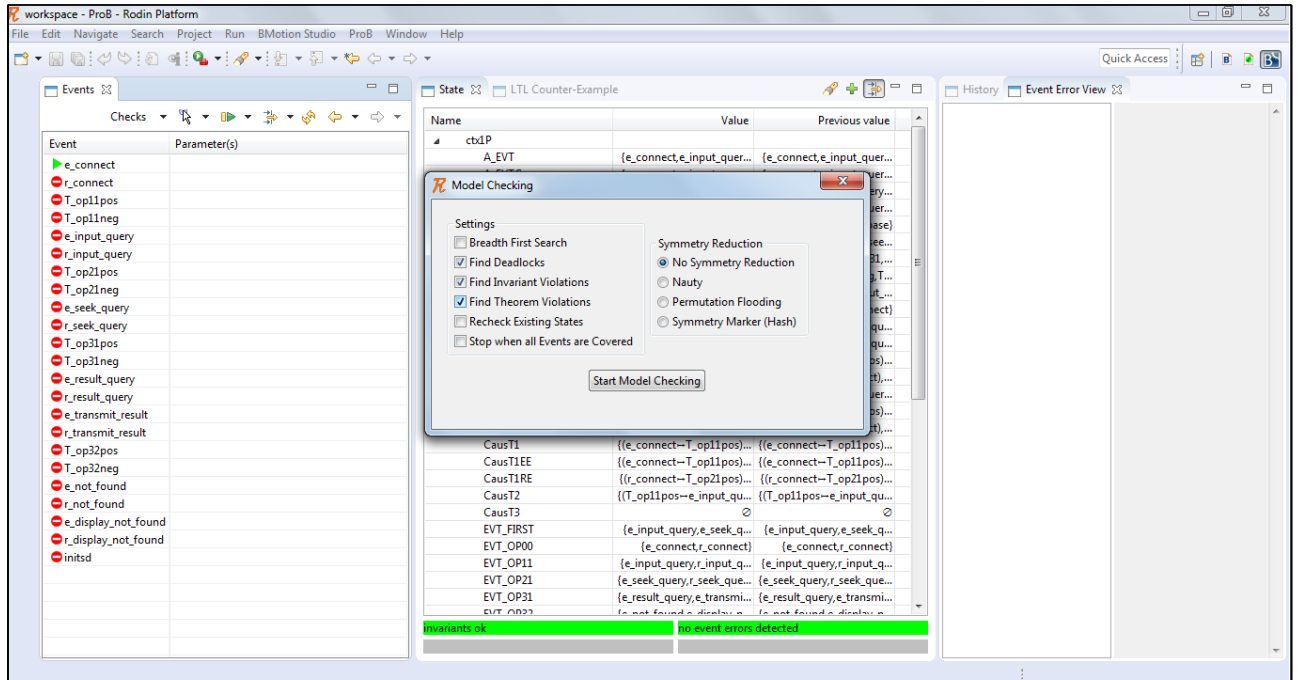 workspace - ProB - Rodin Platform
File Edit Navigate Search Project Run BMotion Studio ProB Window Help
Quick Access
Events
State LTL Counter-Example
History Event Error View
Checks
Event Parameter(s)
e_connect
r_connect
T_op11pos
T_op11neg
e_input_query
r_input_query
T_op21pos
T_op21neg
e_seek_query
r_seek_query
T_op31pos
T_op31neg
e_result_query
r_result_query
e_transmit_result
r_transmit_result
T_op32pos
T_op32neg
e_not_found
r_not_found
e_display_not_found
r_display_not_found
initsd
Name Value Previous value
ctx1P
A_EVT {e_connect,e_input_quer... {e_connect,e_input_quer...
Model Checking
Settings
Breadth First Search
Find Deadlocks
Find Invariant Violations
Find Theorem Violations
Recheck Existing States
Stop when all Events are Covered
Symmetry Reduction
No Symmetry Reduction
Nauty
Permutation Flooding
Symmetry Marker (Hash)
Start Model Checking
CausT1 {(e_connect↦T_op11pos)... {(e_connect↦T_op11pos)...
CausT1EE {(e_connect↦T_op11pos)... {(e_connect↦T_op11pos)...
CausT1RE {(r_connect↦T_op21pos)... {(r_connect↦T_op21pos)...
CausT2 {(T_op11pos↦e_input_qu... {(T_op11pos↦e_input_qu...
CausT3 ∅ ∅
EVT_FIRST {e_input_query,e_seek_q... {e_input_query,e_seek_q...
EVT_OP00 {e_connect,r_connect} {e_connect,r_connect}
EVT_OP11 {e_input_query,r_input_q... {e_input_query,r_input_q...
EVT_OP21 {e_seek_query,r_seek_que... {e_seek_query,r_seek_que...
EVT_OP31 {e_result_query,e_transmi... {e_result_query,e_transmi...
EVT_OP32 {e_not_found,e_display_n... {e_not_found,e_display_n...
invariants ok no event errors detected